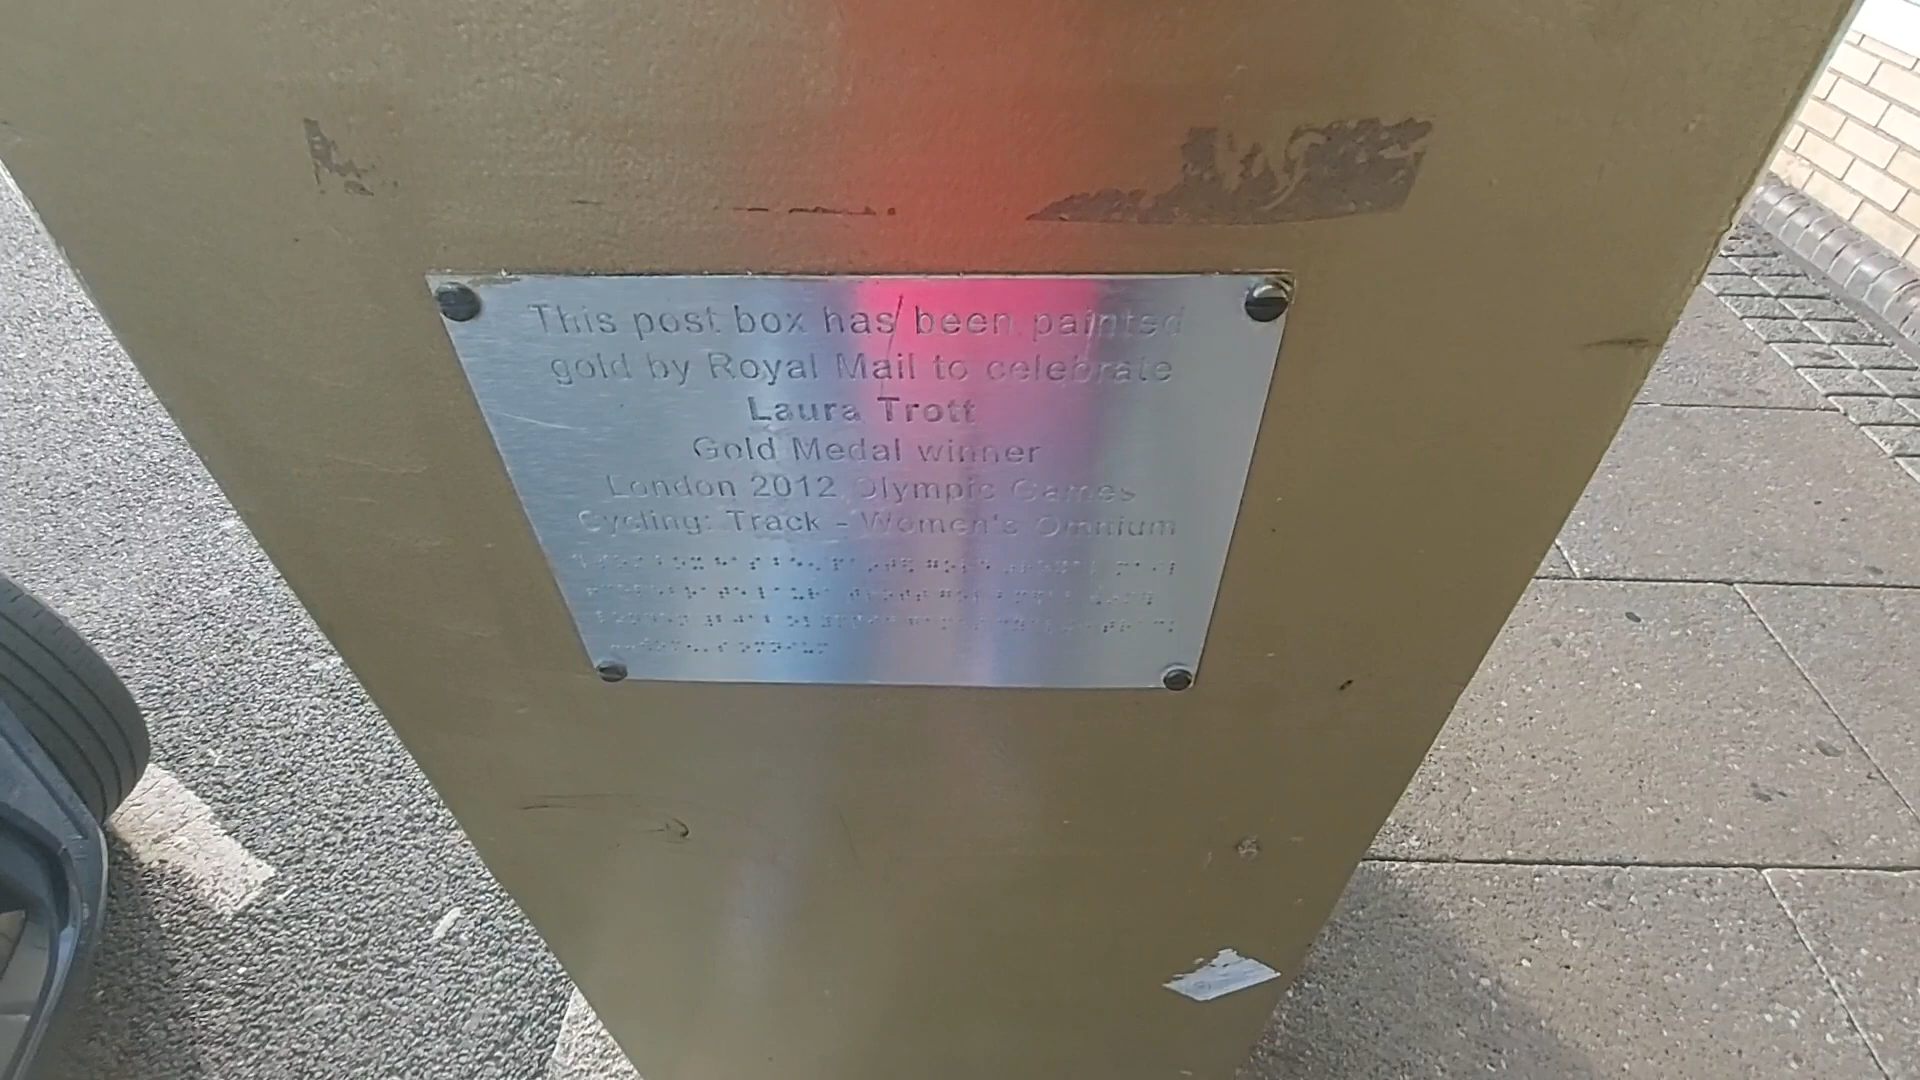 This post box has been painted
gold by Royal Mail to celebrate
Laura Trott
Gold Medal winner
London 2012 Olympic Games
Cycling: Track - Women's Omnium